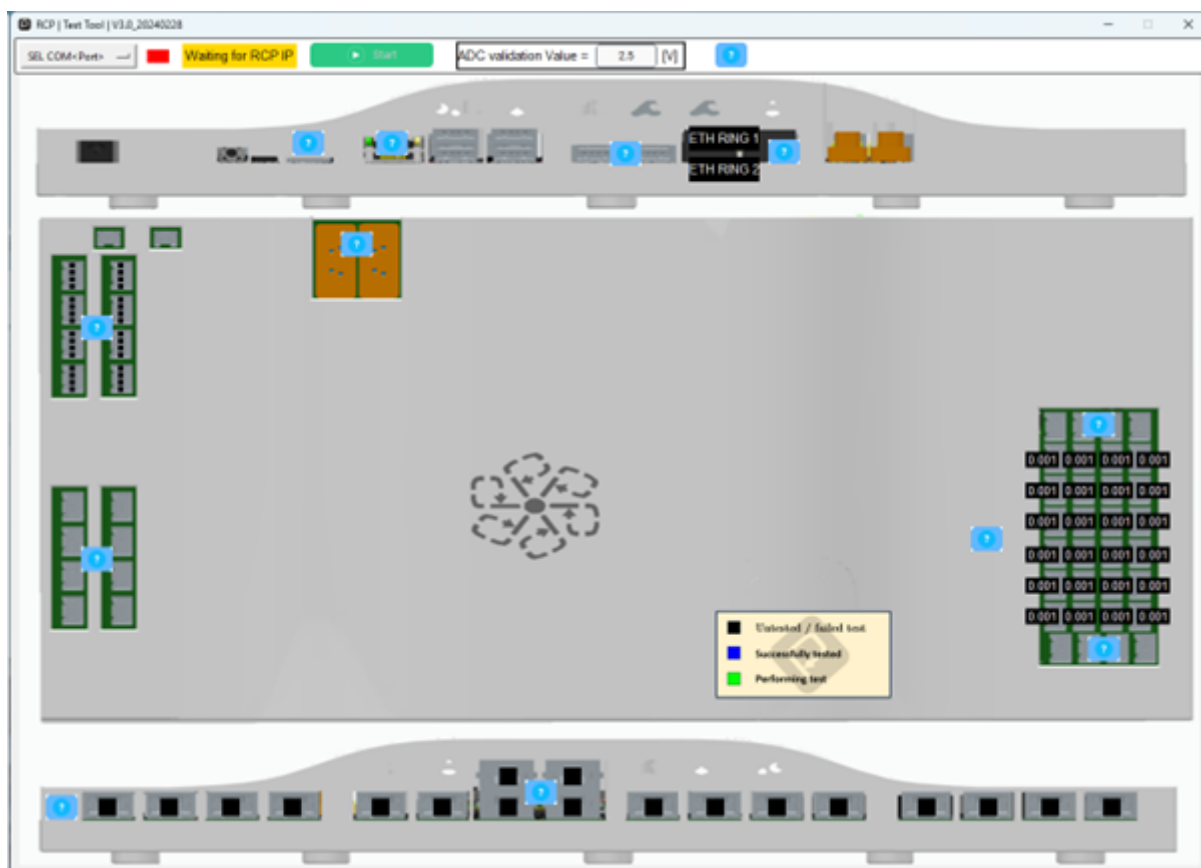 RCP | Test Tool | V3.0_20240228
SEL COM<Port>
Waiting for RCP IP
Start
ADC validation Value =
2.5
[V]
?
ETH RING 1
? ? ? ?
ETH RING 2
?
?
?
0.001 0.001 0.001 0.001
0.001 0.001 0.001 0.001
0.001 0.001 0.001 0.001
?
0.001 0.001 0.001 0.001
?
0.001 0.001 0.001 0.001
0.001 0.001 0.001 0.001
Untested / failed test
?
Successfully tested
Performing test
?
?